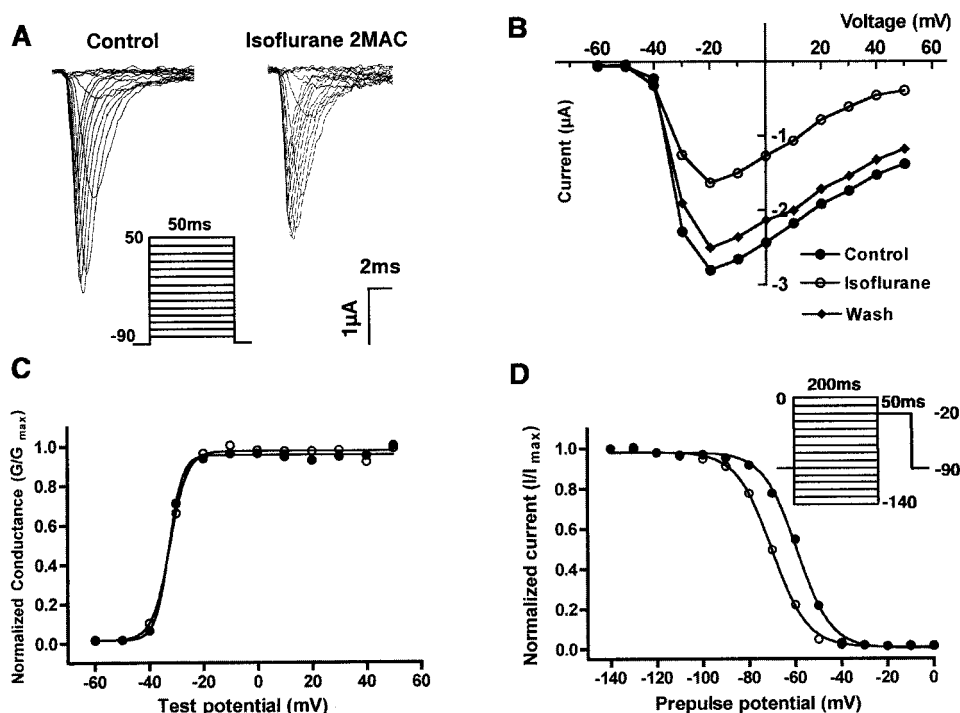 A
Control
Isoflurane 2MAC
50ms
50
-90
2ms
1µA
B
Voltage (mV)
-60 -40 -20 20 40 60
Current (µA)
-1
-2
-3
Control
Isoflurane
Wash
C
Normalized Conductance (G/Gmax)
1.0
0.8
0.6
0.4
0.2
0.0
-60 -40 -20 0 20 40 60
Test potential (mV)
D
200ms
0
50ms
-20
-90
-140
Normalized current (I/Imax)
1.0
0.8
0.6
0.4
0.2
0.0
-140 -120 -100 -80 -60 -40 -20 0
Prepulse potential (mV)